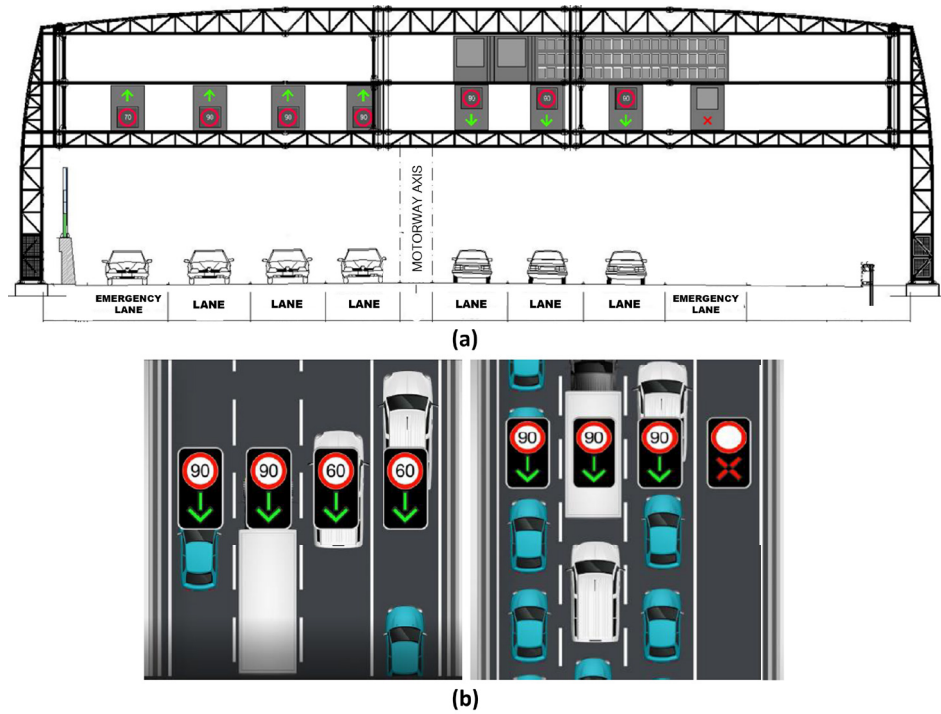 70 90 90 90 90 90 90
MOTORWAY AXIS
EMERGENCY LANE LANE LANE LANE LANE LANE LANE EMERGENCY LANE
(a)
90 90 60 60 90 90 90
(b)